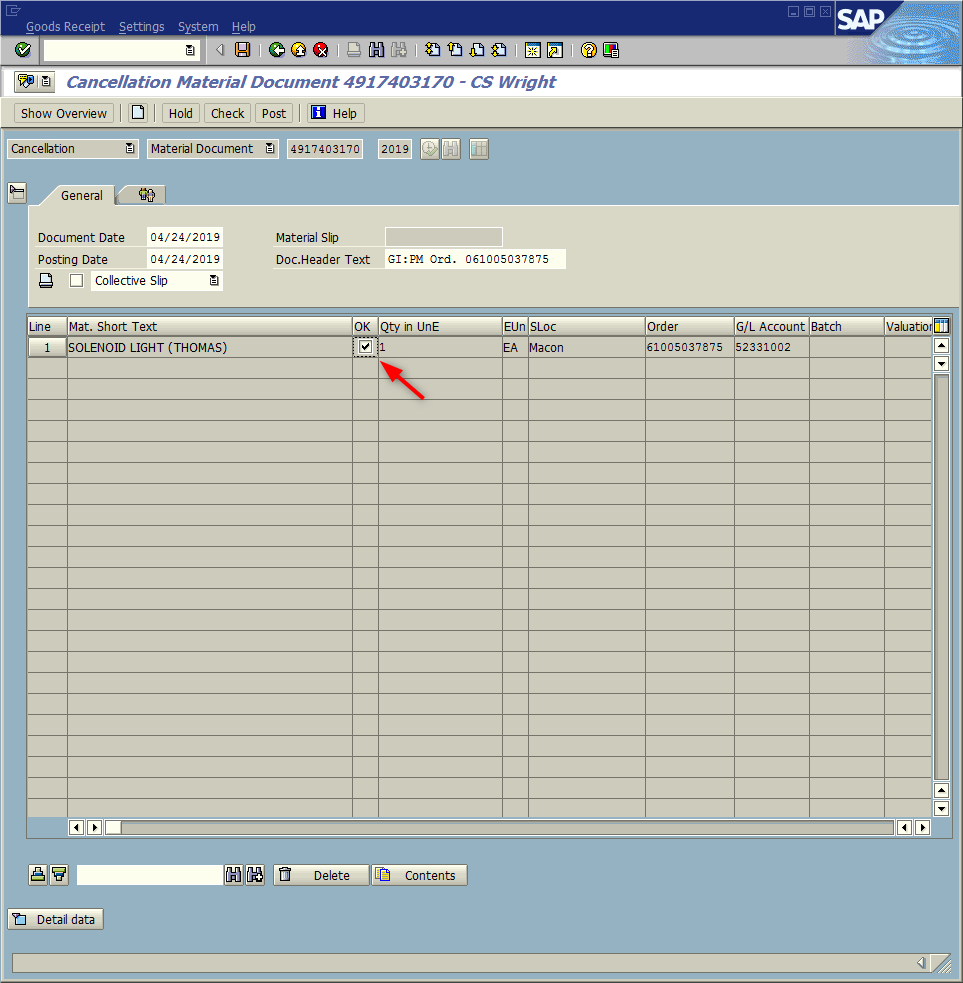 Goods Receipt Settings System Help
SAP
Cancellation Material Document 4917403170 - CS Wright
Show Overview Hold Check Post Help
Cancellation Material Document 4917403170 2019
General
Document Date 04/24/2019 Material Slip
Posting Date 04/24/2019 Doc.Header Text GI:PM Ord. 061005037875
Collective Slip
Line Mat. Short Text OK Qty in UnE EUn SLoc Order G/L Account Batch Valuation
1 SOLENOID LIGHT (THOMAS) 1 EA Macon 61005037875 52331002
Delete Contents
Detail data